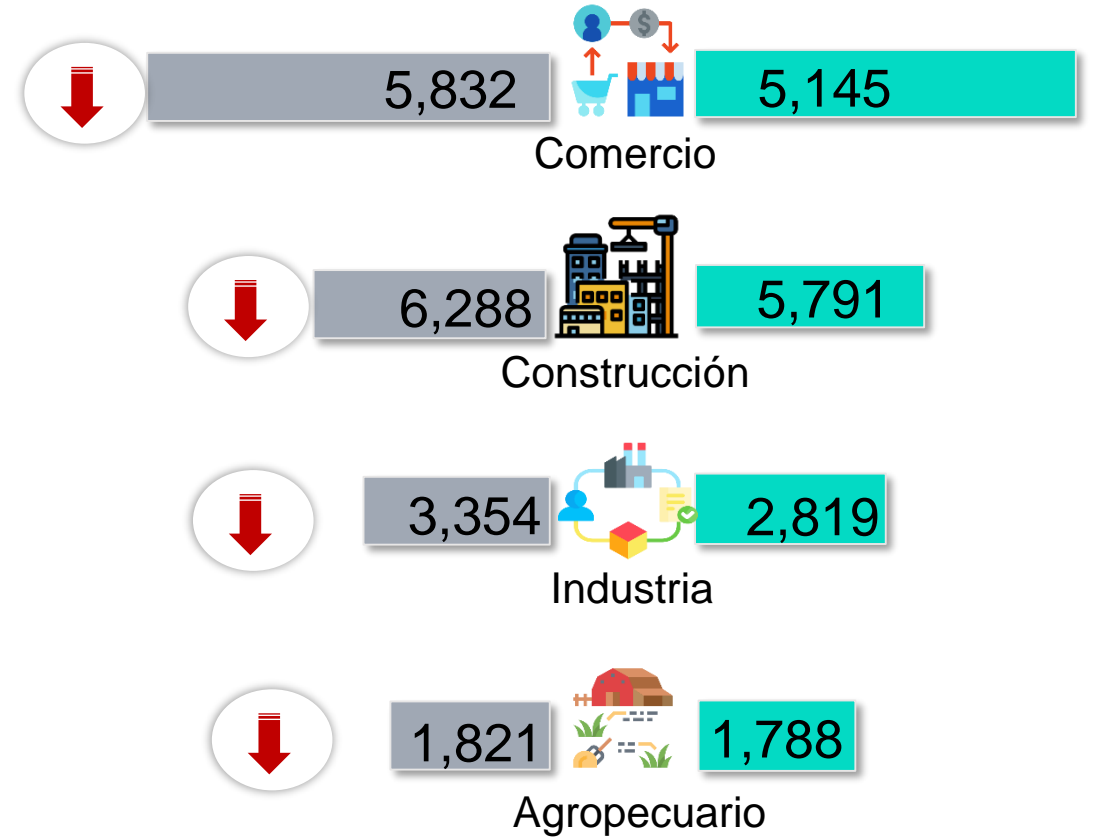 5,832 $ 5,145
Comercio
6,288 5,791
Construcción
3,354 2,819
Industria
1,821 1,788
Agropecuario